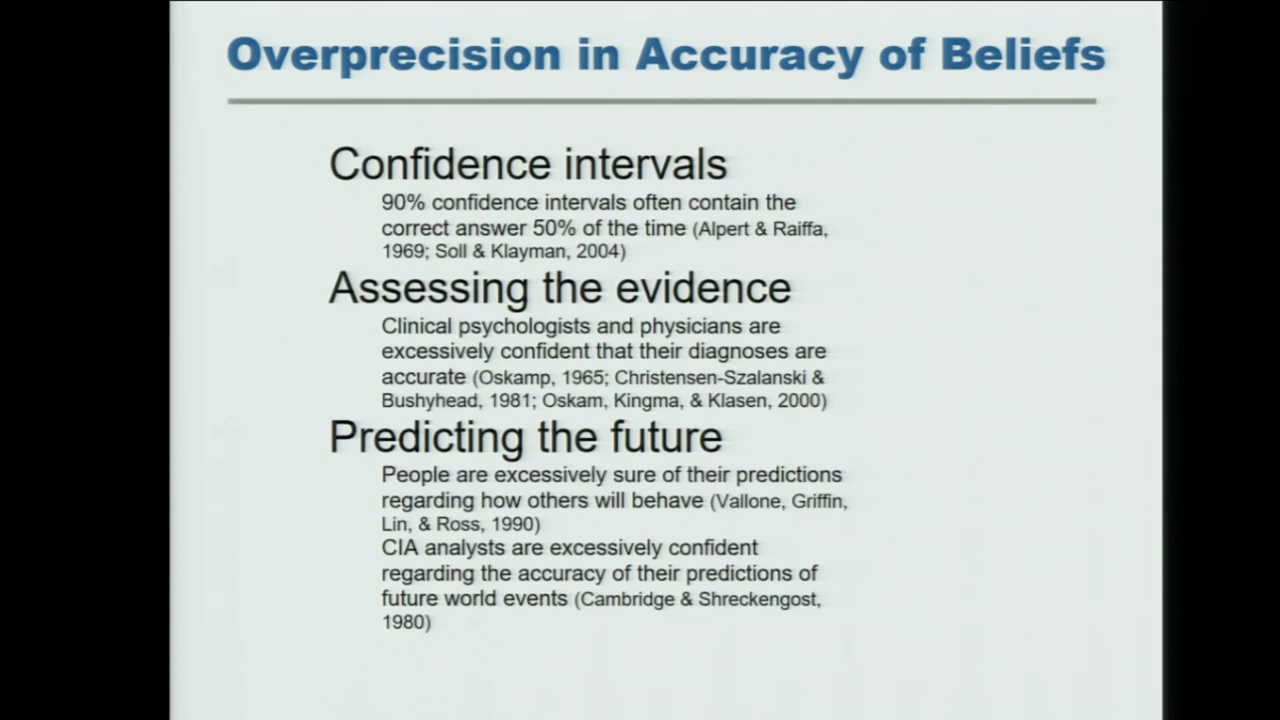 Overprecision in Accuracy of Beliefs
Confidence intervals
90% confidence intervals often contain the
correct answer 50% of the time (Alpert & Raiffa,
1969; Soll & Klayman, 2004)
Assessing the evidence
Clinical psychologists and physicians are
excessively confident that their diagnoses are
accurate (Oskamp, 1965; Christensen-Szalanski &
Bushyhead, 1981; Oskam, Kingma, & Klasen, 2000)
Predicting the future
People are excessively sure of their predictions
regarding how others will behave (Vallone, Griffin,
Lin, & Ross, 1990)
CIA analysts are excessively confident
regarding the accuracy of their predictions of
future world events (Cambridge & Shreckengost,
1980)